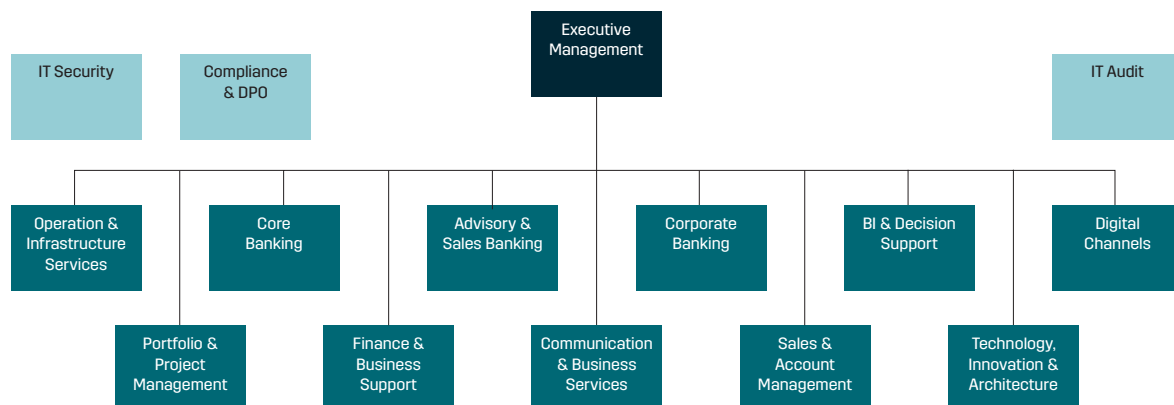 Executive
Management
IT Security
Compliance
& DPO
IT Audit
Operation &
Infrastructure
Services
Core
Banking
Advisory &
Sales Banking
Corporate
Banking
BI & Decision
Support
Digital
Channels
Portfolio &
Project
Management
Finance &
Business
Support
Communication
& Business
Services
Sales &
Account
Management
Technology,
Innovation &
Architecture